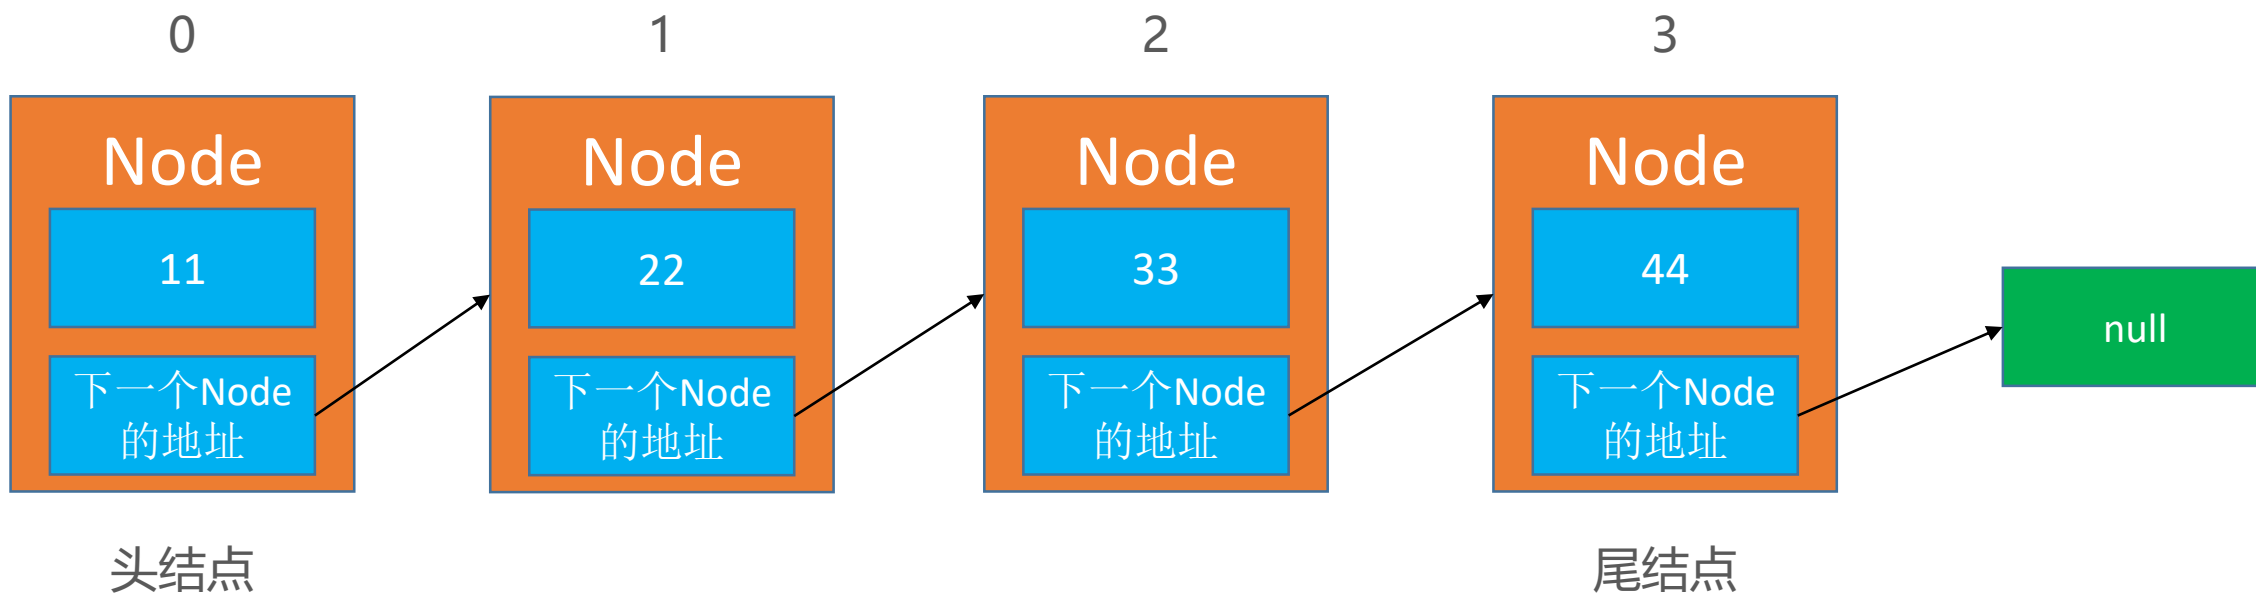 0
1
2
3
Node
11
下一个Node
的地址
Node
22
下一个Node
的地址
Node
33
下一个Node
的地址
Node
44
下一个Node
的地址
null
头结点
尾结点